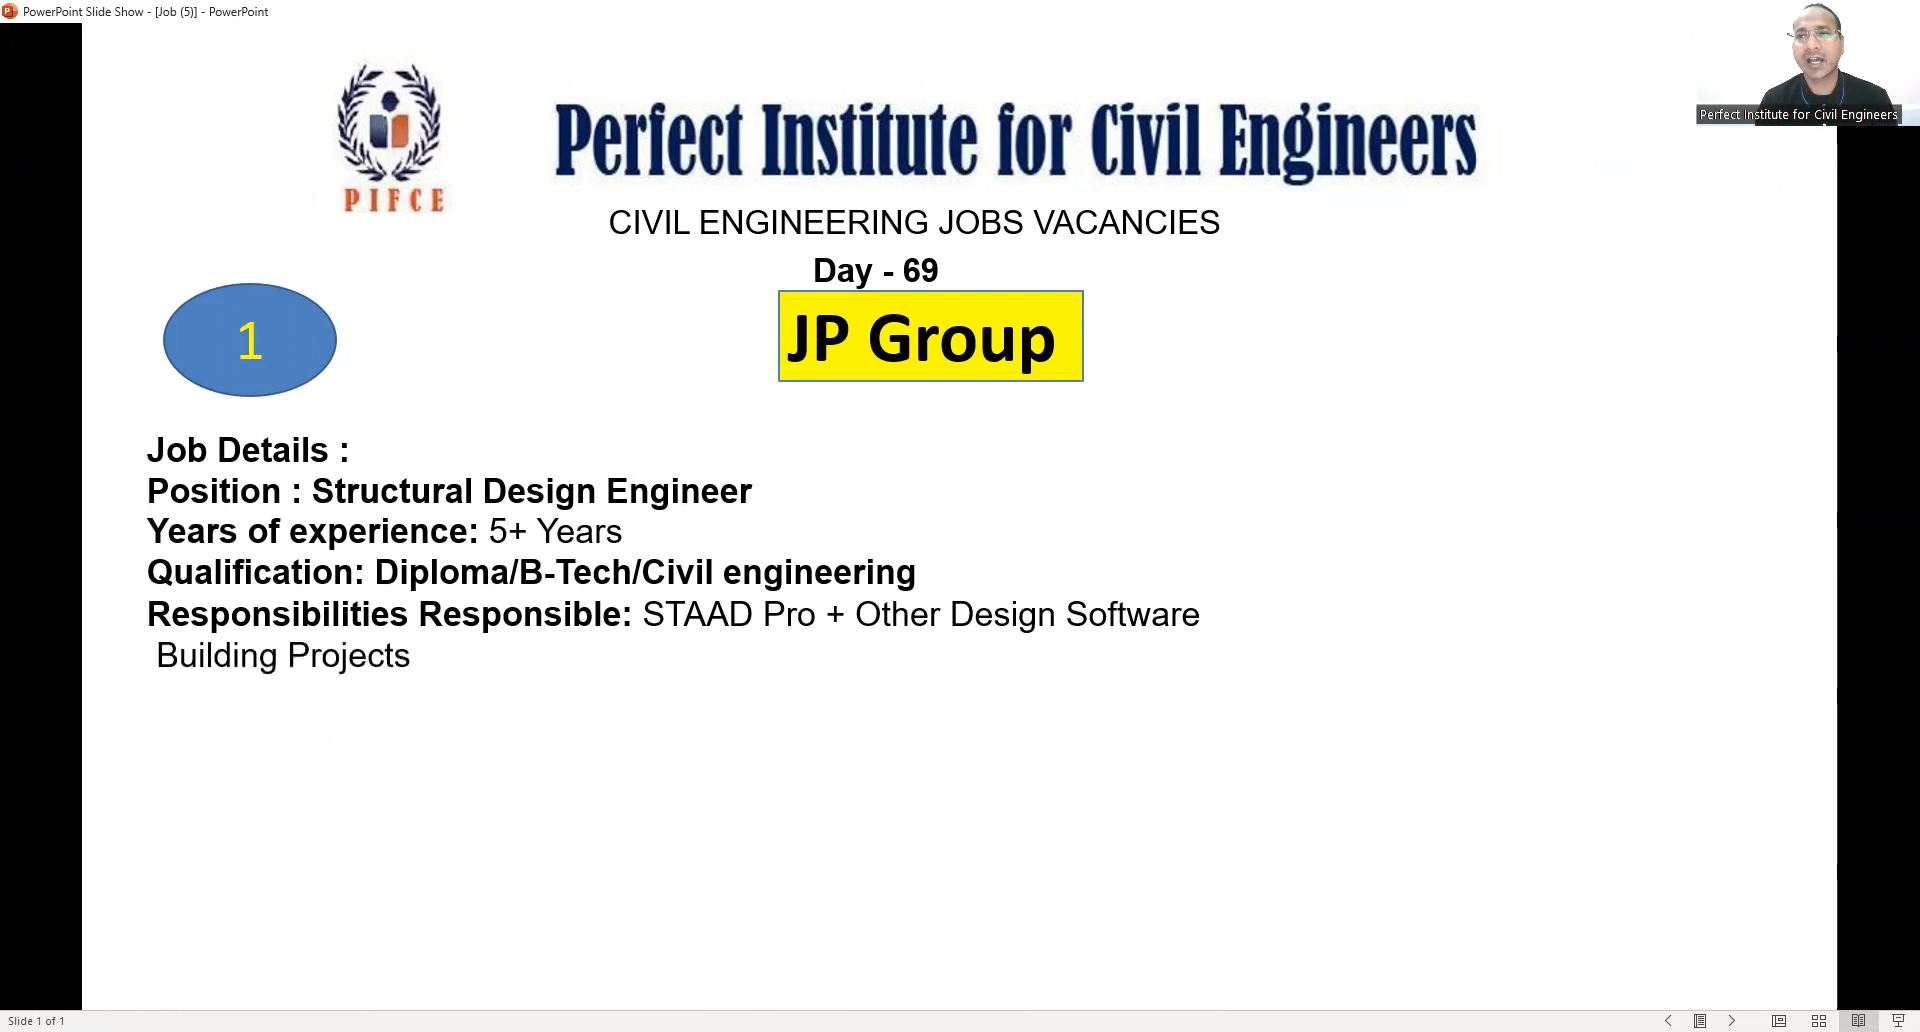 PowerPoint Slide Show - [Job (5)] - PowerPoint
Perfect Institute for Civil Engineers
Perfect Institute for Civil Engineers
PIFCE
CIVIL ENGINEERING JOBS VACANCIES
Day - 69
1
JP Group
Job Details :
Position : Structural Design Engineer
Years of experience: 5+ Years
Qualification: Diploma/B-Tech/Civil engineering
Responsibilities Responsible: STAAD Pro + Other Design Software
Building Projects
Slide 1 of 1